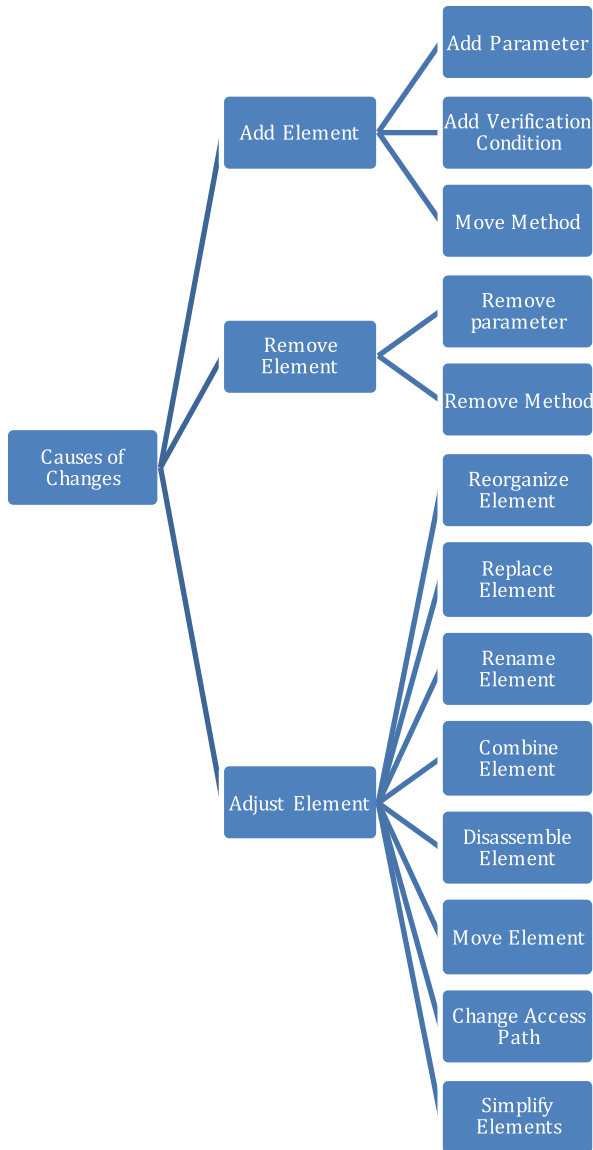 Causes of
Changes
Add Element
Add Parameter
Add Verification
Condition
Move Method
Remove
Element
Remove
parameter
Remove Method
Adjust Element
Reorganize
Element
Replace
Element
Rename
Element
Combine
Element
Disassemble
Element
Move Element
Change Access
Path
Simplify
Elements